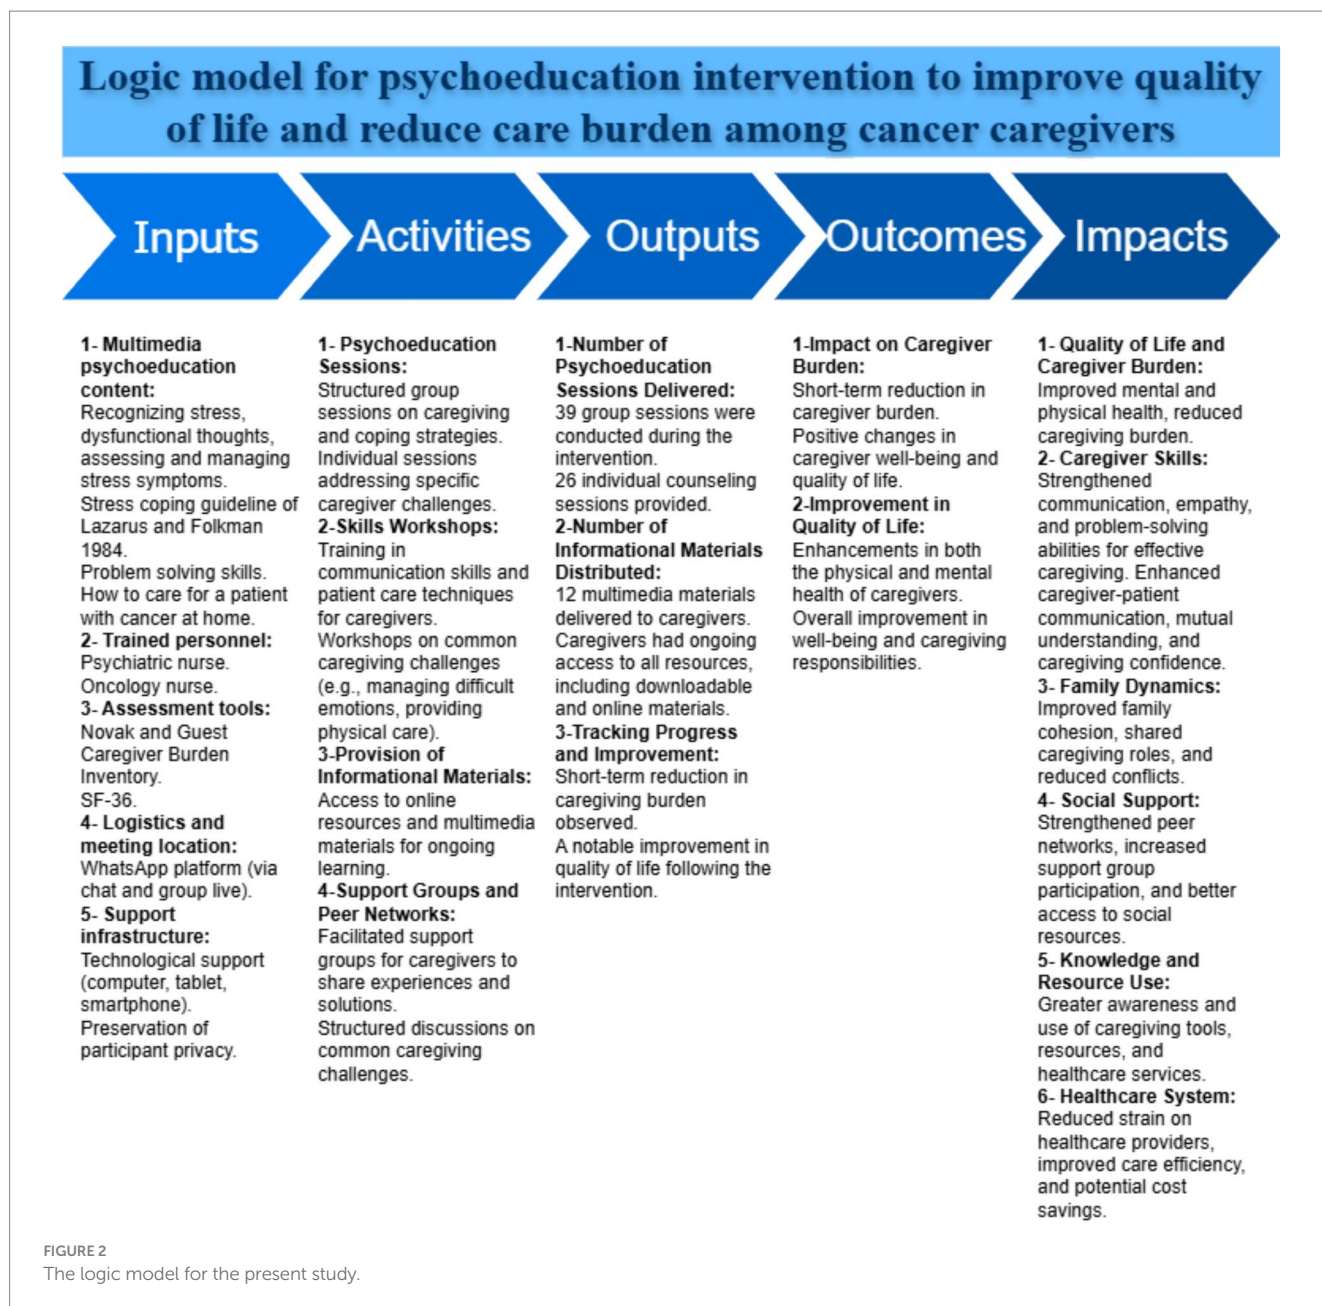 Logic model for psychoeducation intervention to improve quality
of life and reduce care burden among cancer caregivers
Inputs
Activities
Outputs
Outcomes
Impacts
1- Multimedia
psychoeducation
content:
Recognizing stress,
dysfunctional thoughts,
assessing and managing
stress symptoms.
Stress coping guideline of
Lazarus and Folkman
1984.
Problem solving skills.
How to care for a patient
with cancer at home.
2- Trained personnel:
Psychiatric nurse.
Oncology nurse.
3- Assessment tools:
Novak and Guest
Caregiver Burden
Inventory.
SF-36.
4- Logistics and
meeting location:
WhatsApp platform (via
chat and group live).
5- Support
infrastructure:
Technological support
(computer, tablet,
smartphone).
Preservation of
participant privacy.
1- Psychoeducation
Sessions:
Structured group
sessions on caregiving
and coping strategies.
Individual sessions
addressing specific
caregiver challenges.
2-Skills Workshops:
Training in
communication skills and
patient care techniques
for caregivers.
Workshops on common
caregiving challenges
(e.g., managing difficult
emotions, providing
physical care).
3-Provision of
Informational Materials:
Access to online
resources and multimedia
materials for ongoing
learning.
4-Support Groups and
Peer Networks:
Facilitated support
groups for caregivers to
share experiences and
solutions.
Structured discussions on
common caregiving
challenges.
1-Number of
Psychoeducation
Sessions Delivered:
39 group sessions were
conducted during the
intervention.
26 individual counseling
sessions provided.
2-Number of
Informational Materials
Distributed:
12 multimedia materials
delivered to caregivers.
Caregivers had ongoing
access to all resources,
including downloadable
and online materials.
3-Tracking Progress
and Improvement:
Short-term reduction in
caregiving burden
observed.
A notable improvement in
quality of life following the
intervention.
1-Impact on Caregiver
Burden:
Short-term reduction in
caregiver burden.
Positive changes in
caregiver well-being and
quality of life.
2-Improvement in
Quality of Life:
Enhancements in both
the physical and mental
health of caregivers.
Overall improvement in
well-being and caregiving
responsibilities.
1- Quality of Life and
Caregiver Burden:
Improved mental and
physical health, reduced
caregiving burden.
2- Caregiver Skills:
Strengthened
communication, empathy,
and problem-solving
abilities for effective
caregiving. Enhanced
caregiver-patient
communication, mutual
understanding, and
caregiving confidence.
3- Family Dynamics:
Improved family
cohesion, shared
caregiving roles, and
reduced conflicts.
4- Social Support:
Strengthened peer
networks, increased
support group
participation, and better
access to social
resources.
5- Knowledge and
Resource Use:
Greater awareness and
use of caregiving tools,
resources, and
healthcare services.
6- Healthcare System:
Reduced strain on
healthcare providers,
improved care efficiency,
and potential cost
savings.
FIGURE 2
The logic model for the present study.